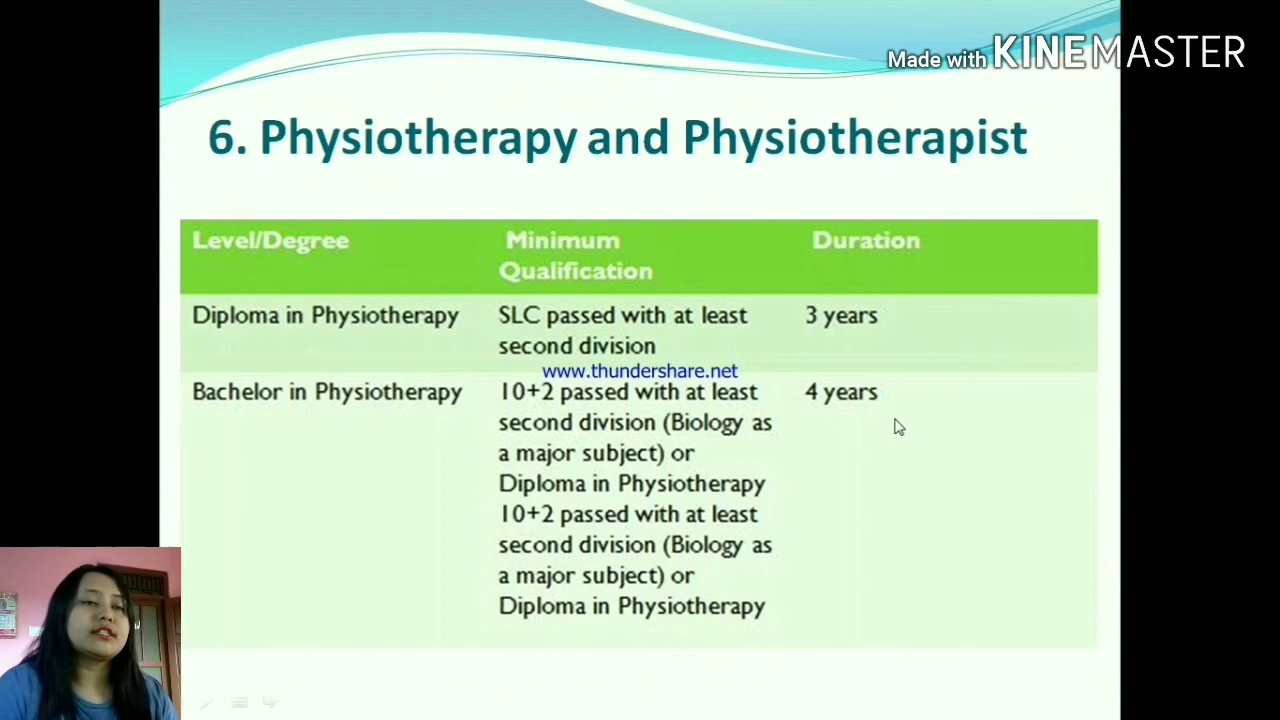 Made with KINEMASTER
6. Physiotherapy and Physiotherapist
Level/Degree
Minimum
Qualification
Duration
Diploma in Physiotherapy
SLC passed with at least
second division
3 years
www.thundershare.net
Bachelor in Physiotherapy
10+2 passed with at least
second division (Biology as
a major subject) or
Diploma in Physiotherapy
10+2 passed with at least
second division (Biology as
a major subject) or
Diploma in Physiotherapy
4 years